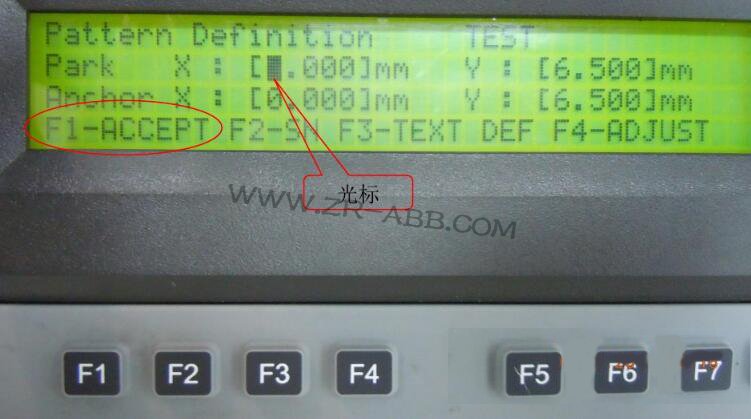 Pattern Definition TEST
Park X : [ .000]mm Y : [6.500]mm
Anchor X : [0.000]mm Y : [6.500]mm
F1-ACCEPT F2-SN F3-TEXT DEF F4-ADJUST
光标
WWW.ZR-ABB.COM
F1 F2 F3 F4 F5 F6 F7